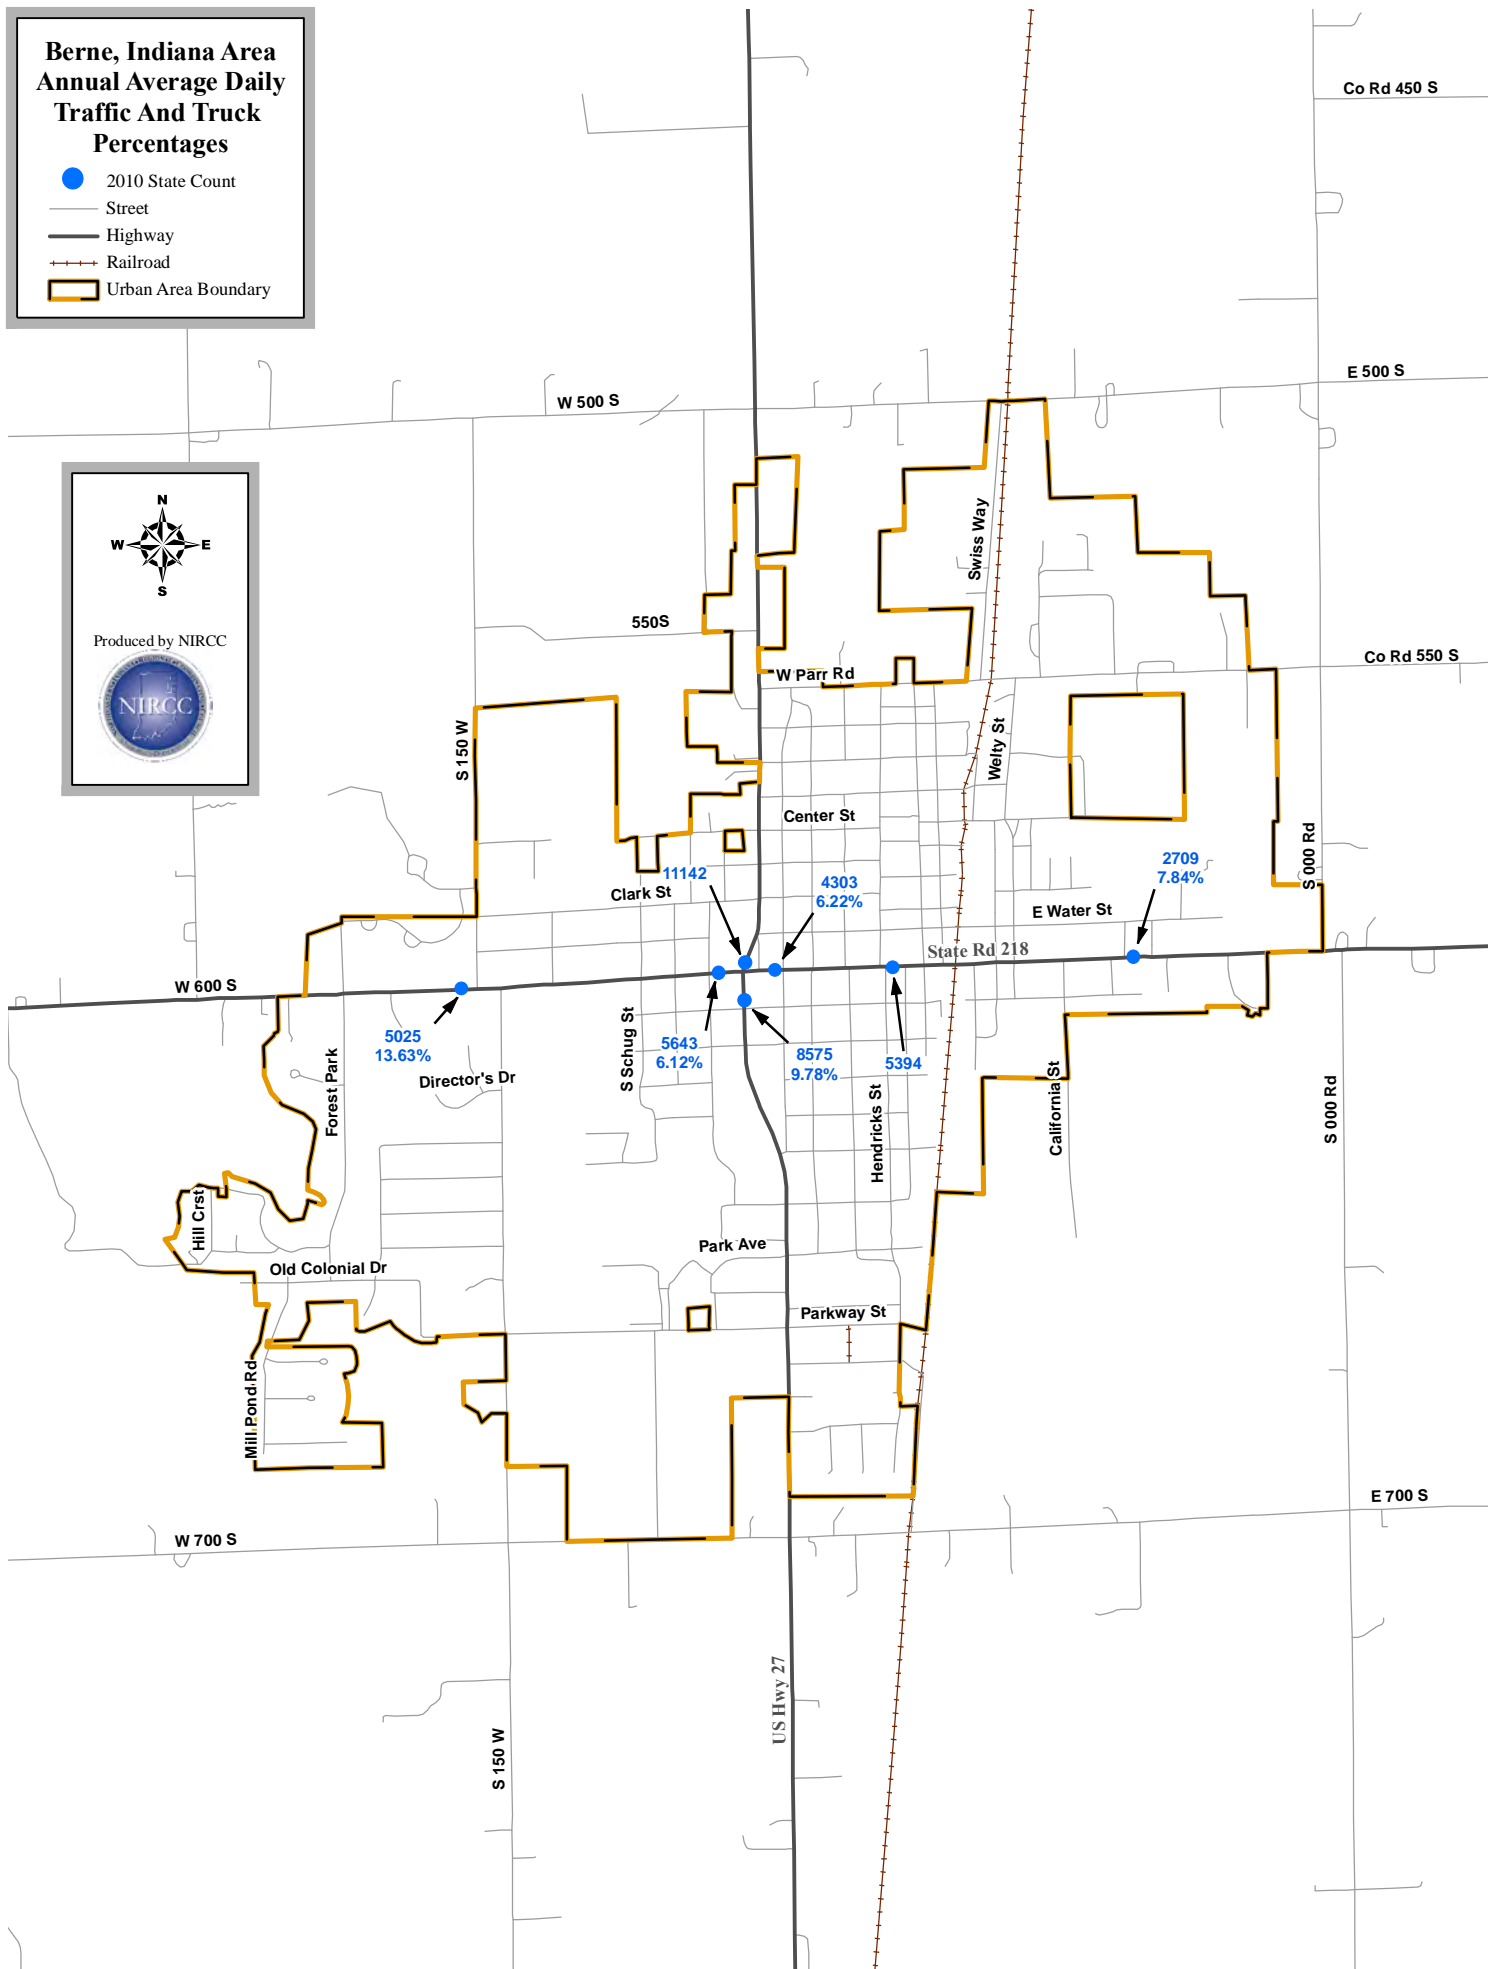 Berne, Indiana Area
Annual Average Daily
Traffic And Truck
Percentages
2010 State Count
Street
Highway
Railroad
Urban Area Boundary
Co Rd 450 S
E 500 S
W 500 S
N
W E
S
Produced by NIRCC
NIRCC
Swiss Way
550S
W Parr Rd
Co Rd 550 S
S 150 W
Welty St
Center St
S 000 Rd
11142
4303
6.22%
2709
7.84%
Clark St
E Water St
State Rd 218
W 600 S
5025
13.63%
S Schug St
5643
6.12%
8575
9.78%
5394
Director's Dr
Forest Park
Hendricks St
California St
S 000 Rd
Hill Crst
Park Ave
Old Colonial Dr
Parkway St
Mill Pond Rd
E 700 S
W 700 S
US Hwy 27
S 150 W